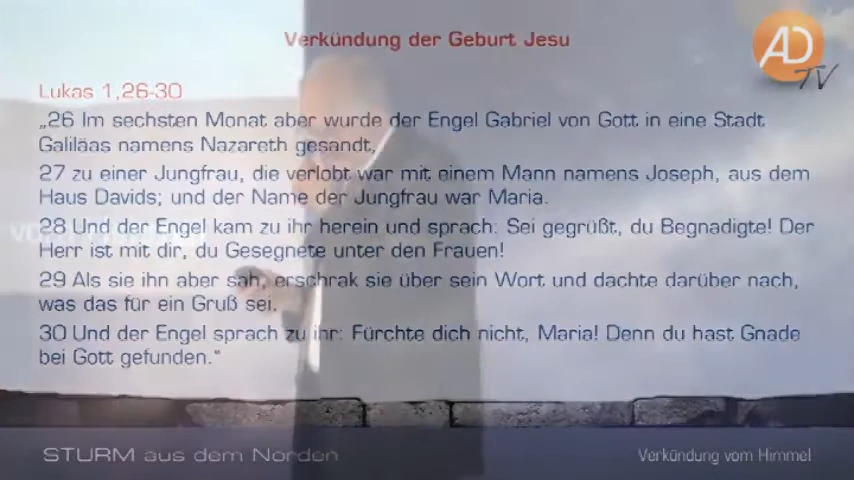 Verkündung der Geburt Jesu
AD
TV
Lukas 1,26-30
„26 Im sechsten Monat aber wurde der Engel Gabriel von Gott in eine Stadt
Galiläas namens Nazareth gesandt,
27 zu einer Jungfrau, die verlobt war mit einem Mann namens Joseph, aus dem
Haus Davids; und der Name der Jungfrau war Maria.
28 Und der Engel kam zu ihr herein und sprach: Sei gegrüßt, du Begnadigte! Der
Herr ist mit dir, du Gesegnete unter den Frauen!
29 Als sie ihn aber sah, erschrak sie über sein Wort und dachte darüber nach,
was das für ein Gruß sei.
30 Und der Engel sprach zu ihr: Fürchte dich nicht, Maria! Denn du hast Gnade
bei Gott gefunden.“
STURM aus dem Norden
Verkündung vom Himmel